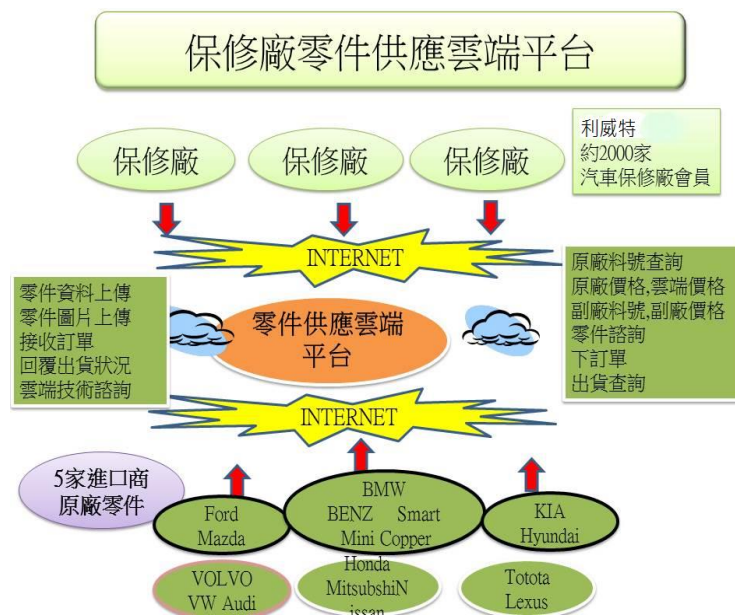 保修廠零件供應雲端平台
保修廠
保修廠
保修廠
利威特
約2000家
汽車保修廠會員
INTERNET
零件資料上傳
零件圖片上傳
接收訂單
回覆出貨狀況
雲端技術諮詢
零件供應雲端
平台
原廠料號查詢
原廠價格,雲端價格
副廠料號,副廠價格
零件諮詢
下訂單
出貨查詢
INTERNET
5家進口商
原廠零件
Ford
Mazda
BMW
BENZ Smart
Mini Copper
KIA
Hyundai
VOLVO
VW Audi
Honda
MitsubshiN
issan
Totota
Lexus